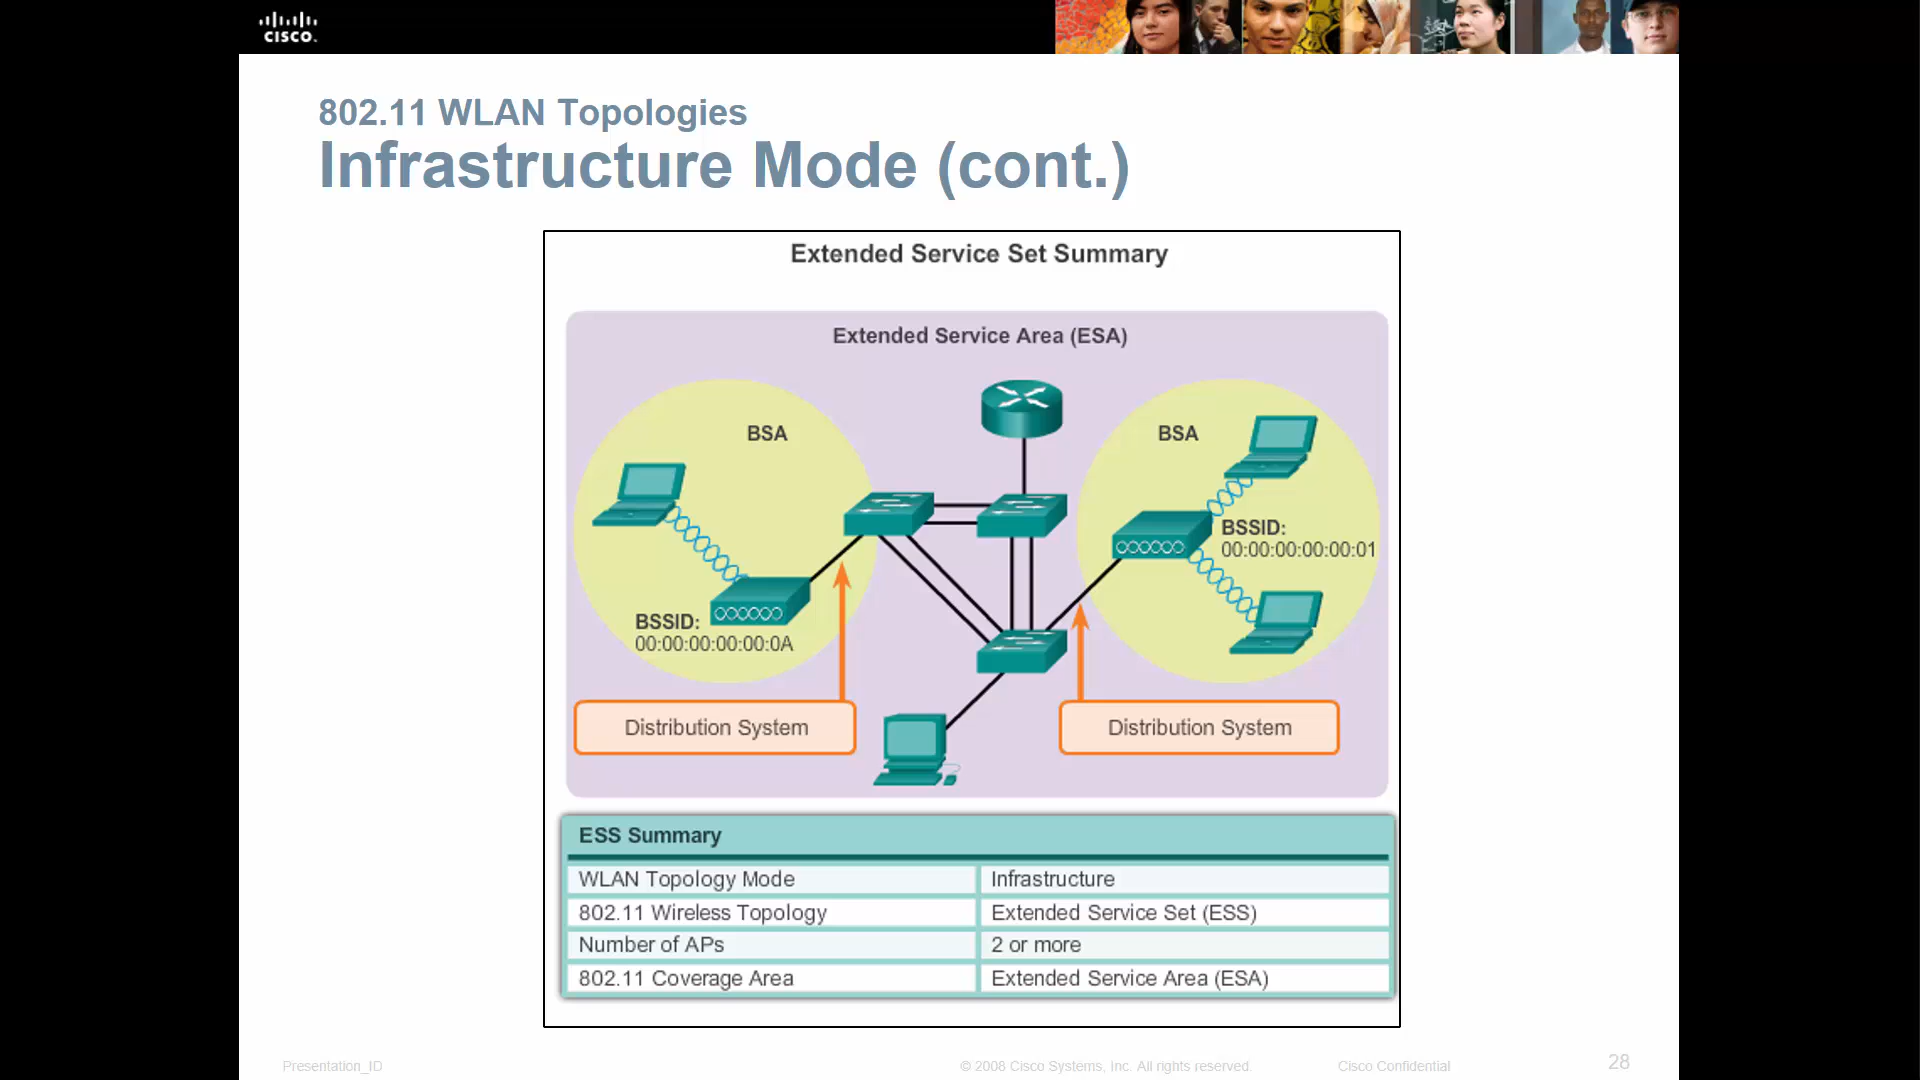 CISCO.
802.11 WLAN Topologies
Infrastructure Mode (cont.)
Extended Service Set Summary
Extended Service Area (ESA)
BSA
BSA
BSSID:
00:00:00:00:00:01
BSSID:
00:00:00:00:00:0A
Distribution System
Distribution System
ESS Summary
WLAN Topology Mode Infrastructure
802.11 Wireless Topology Extended Service Set (ESS)
Number of APs 2 or more
802.11 Coverage Area Extended Service Area (ESA)
Presentation_ID © 2008 Cisco Systems, Inc. All rights reserved. Cisco Confidential 28